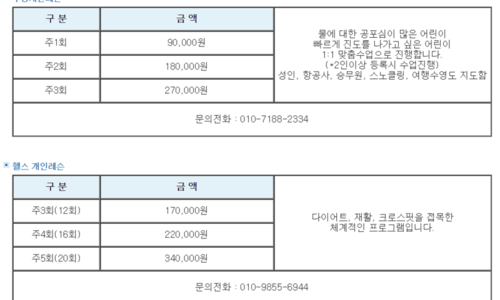 구 분 금 액
주1회 90,000원
주2회 180,000원
주3회 270,000원
물에 대한 공포심이 많은 어린이
빠르게 진도를 나가고 싶은 어린이
1:1 맞춤수업으로 진행합니다.
(*2인이상 등록시 수업진행)
성인, 항공사, 승무원, 스노쿨링, 여행수영도 지도함
문의전화 : 010-7188-2334
* 헬스 개인레슨
구 분 금 액
주3회(12회) 170,000원
주4회(16회) 220,000원
주5회(20회) 340,000원
다이어트, 재활, 크로스핏을 접목한
체계적인 프로그램입니다.
문의전화 : 010-9855-6944